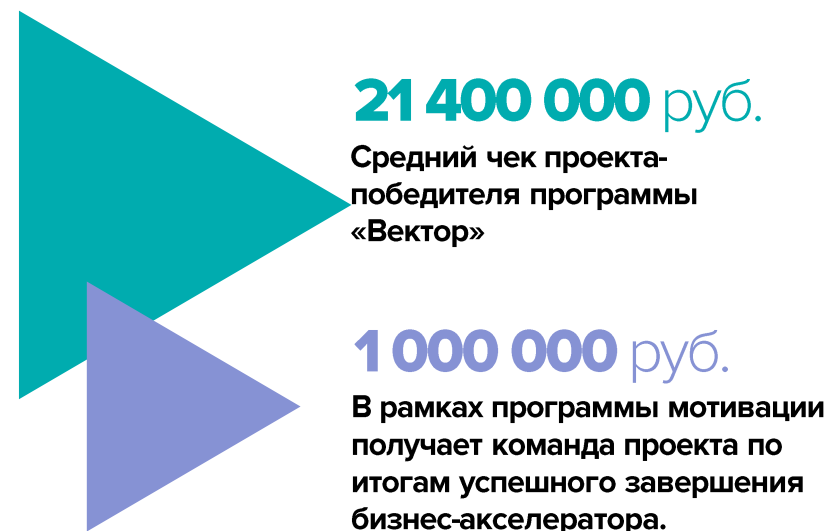 21 400 000 руб.
Средний чек проекта-
победителя программы
«Вектор»
1 000 000 руб.
В рамках программы мотивации
получает команда проекта по
итогам успешного завершения
бизнес-акселератора.